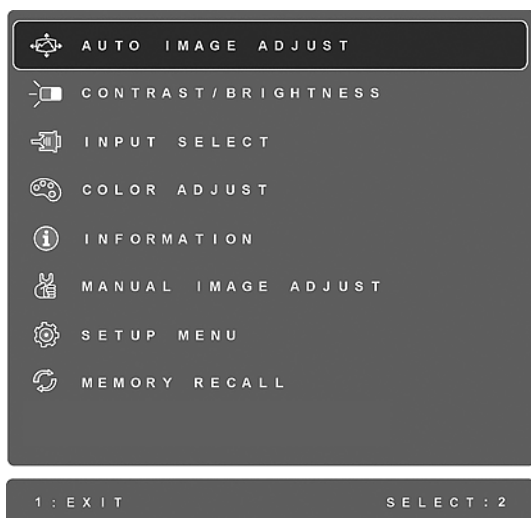 AUTO IMAGE ADJUST
CONTRAST/BRIGHTNESS
INPUT SELECT
COLOR ADJUST
INFORMATION
MANUAL IMAGE ADJUST
SETUP MENU
MEMORY RECALL
1:EXIT SELECT:2